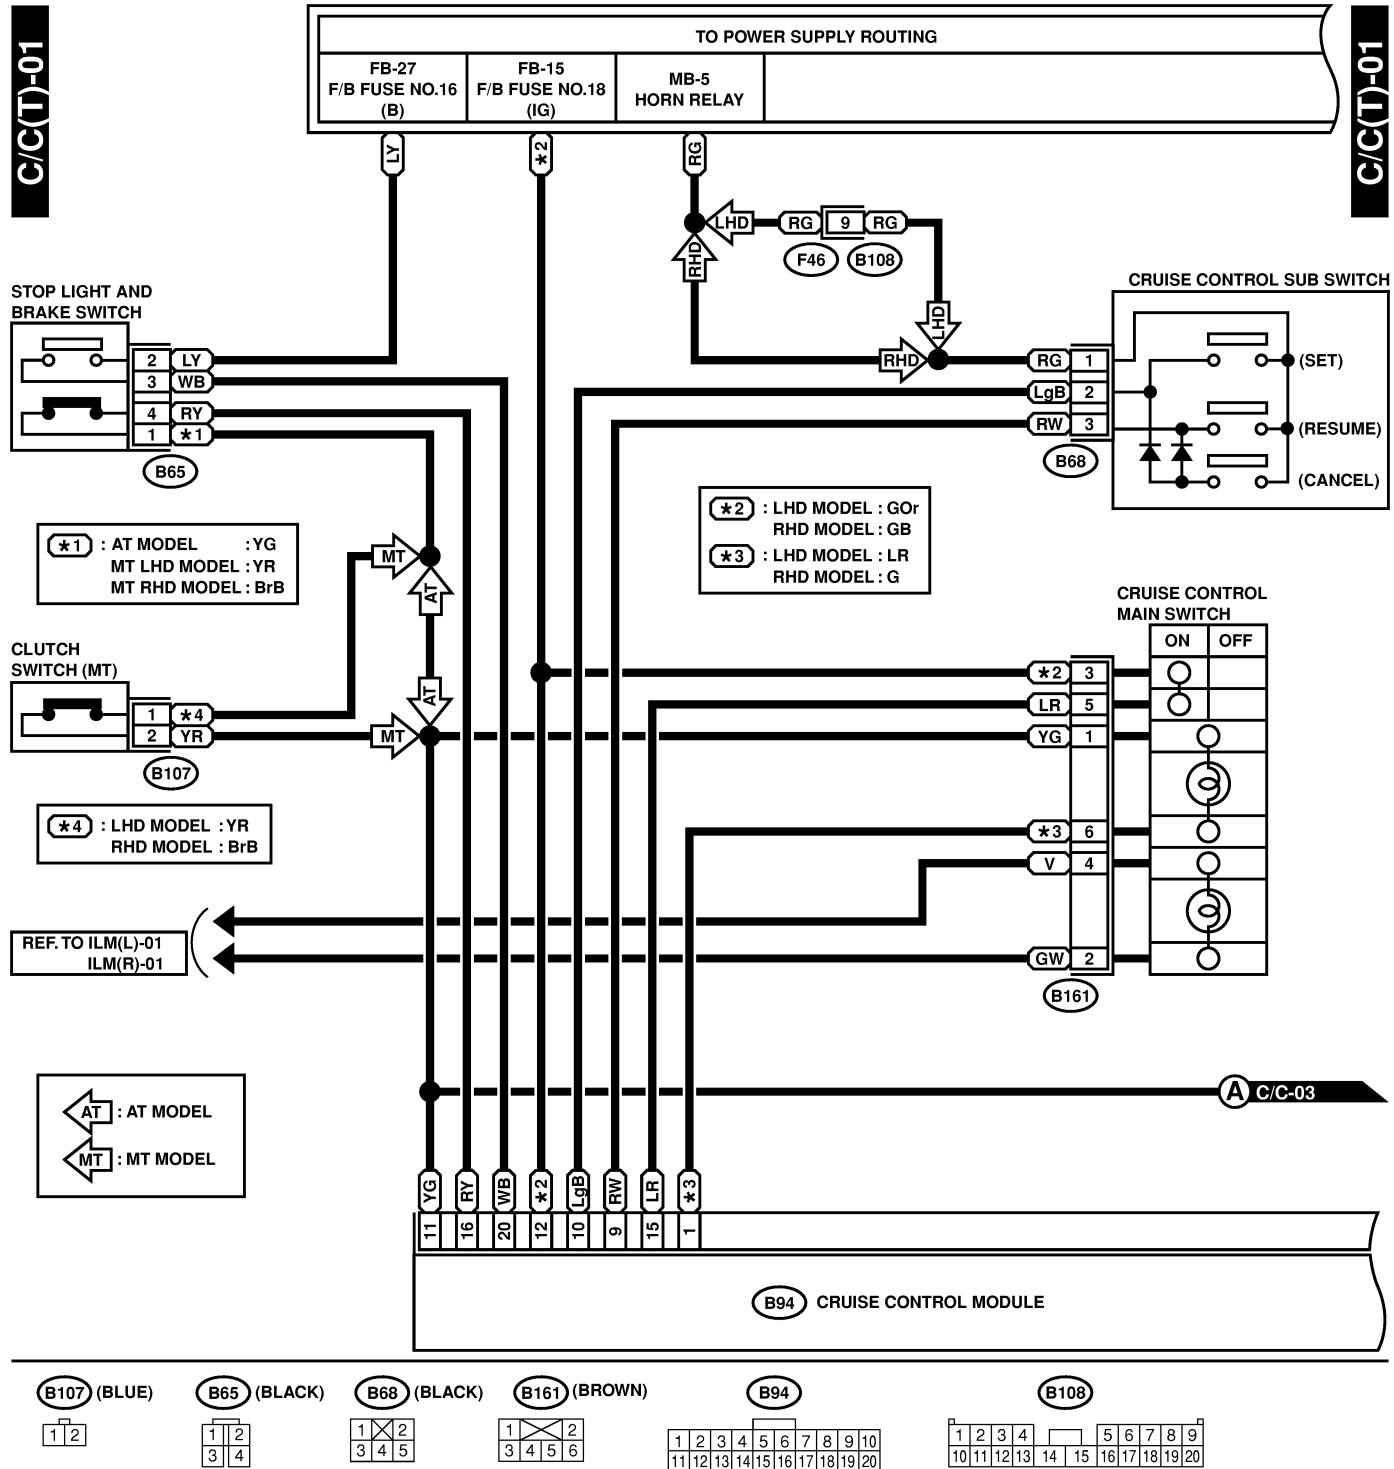 C/C(T)-01
C/C(T)-01
TO POWER SUPPLY ROUTING
FB-27
F/B FUSE NO.16
(B)
FB-15
F/B FUSE NO.18
(IG)
MB-5
HORN RELAY
LY
*2
RG
LHD
RG
9
RG
F46
B108
RHD
LHD
RHD
STOP LIGHT AND
BRAKE SWITCH
2 LY
3 WB
4 RY
1 *1
B65
CRUISE CONTROL SUB SWITCH
RG 1
LgB 2
RW 3
B68
(SET)
(RESUME)
(CANCEL)
*1 : AT MODEL : YG
MT LHD MODEL : YR
MT RHD MODEL : BrB
*2 : LHD MODEL : GOr
RHD MODEL : GB
*3 : LHD MODEL : LR
RHD MODEL : G
MT
AT
AT
MT
CLUTCH
SWITCH (MT)
1 *4
2 YR
B107
*4 : LHD MODEL : YR
RHD MODEL : BrB
CRUISE CONTROL
MAIN SWITCH
ON OFF
*2 3
LR 5
YG 1
*3 6
V 4
GW 2
B161
REF. TO ILM(L)-01
ILM(R)-01
A C/C-03
AT : AT MODEL
MT : MT MODEL
YG RY WB *2 LgB RW LR *3
11 16 20 12 10 9 15 1
B94 CRUISE CONTROL MODULE
B107 (BLUE)
1 2
B65 (BLACK)
1 2
3 4
B68 (BLACK)
1 2
3 4 5
B161 (BROWN)
1 2
3 4 5 6
B94
1 2 3 4 5 6 7 8 9 10
11 12 13 14 15 16 17 18 19 20
B108
1 2 3 4 5 6 7 8 9
10 11 12 13 14 15 16 17 18 19 20